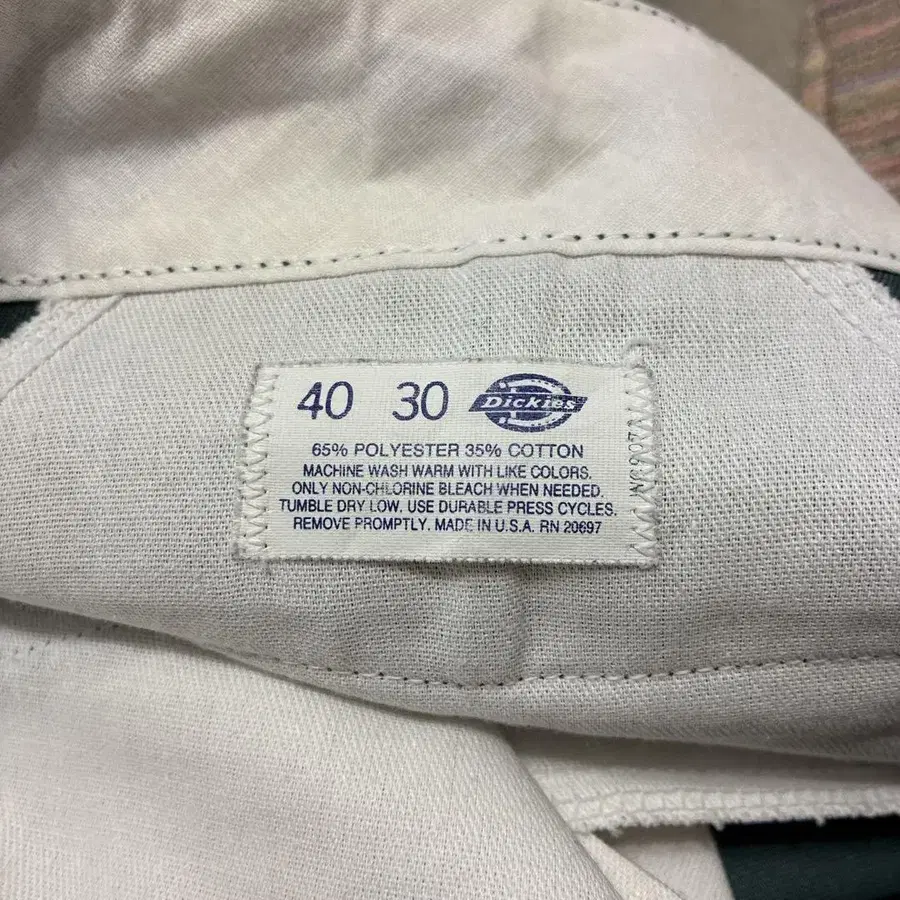 40 30 Dickies
65% POLYESTER 35% COTTON
MACHINE WASH WARM WITH LIKE COLORS.
ONLY NON-CHLORINE BLEACH WHEN NEEDED.
TUMBLE DRY LOW. USE DURABLE PRESS CYCLES.
REMOVE PROMPTLY. MADE IN U.S.A. RN 20697